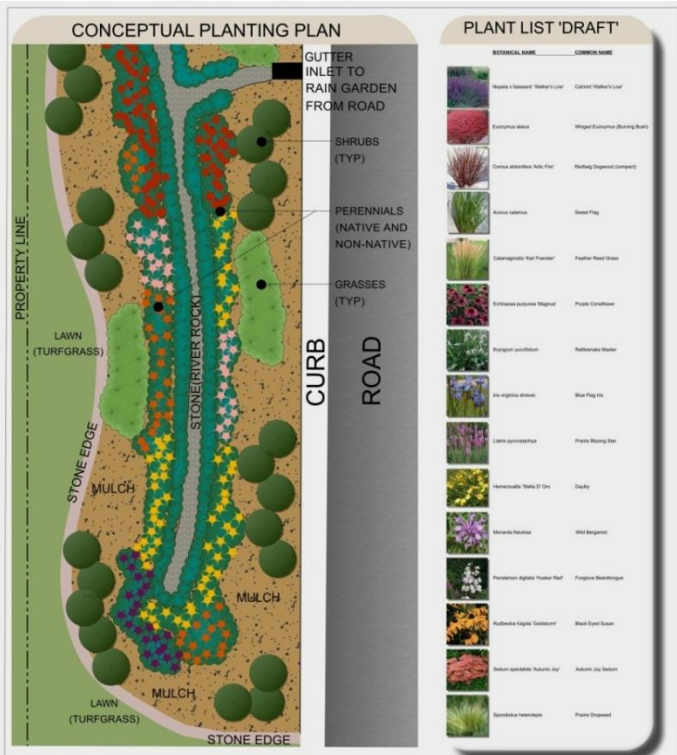 CONCEPTUAL PLANTING PLAN
GUTTER
INLET TO
RAIN GARDEN
FROM ROAD
SHRUBS
(TYP)
PERENNIALS
(NATIVE AND
NON-NATIVE)
GRASSES
(TYP)
PROPERTY LINE
LAWN
(TURFGRASS)
STONE EDGE
MULCH
STONE(RIVER ROCK)
CURB
ROAD
MULCH
MULCH
LAWN
(TURFGRASS)
STONE EDGE
PLANT LIST 'DRAFT'
BOTANICAL NAME COMMON NAME
Nepeta x faassenii 'Walker's Low' Catmint 'Walker's Low'
Euonymus alatus Winged Euonymus (Burning Bush)
Cornus stolonifera 'Artic Fire' Redtwig Dogwood (compact)
Acorus calamus Sweet Flag
Calamagrostis 'Karl Foerster' Feather Reed Grass
Echinacea purpurea 'Magnus' Purple Coneflower
Eryngium yuccifolium Rattlesnake Master
Iris virginica shrevei Blue Flag Iris
Liatris pycnostachya Prairie Blazing Star
Hemerocallis 'Stella D' Oro Daylily
Monarda fistulosa Wild Bergamot
Penstemon digitalis 'Husker Red' Foxglove Beardtongue
Rudbeckia fulgida 'Goldsturm' Black Eyed Susan
Sedum spectabile 'Autumn Joy' Autumn Joy Sedum
Sporobolus heterolepis Prairie Dropseed